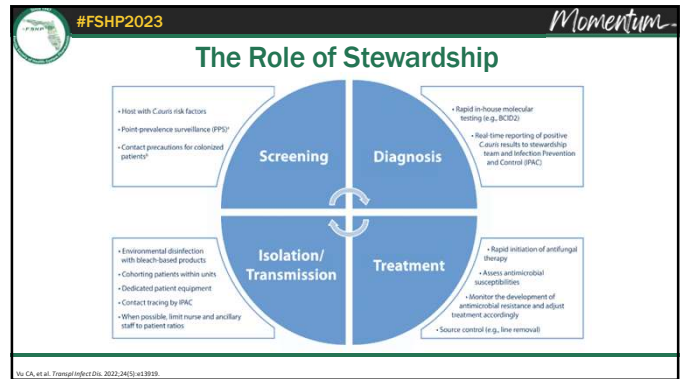 #FSHP2023
Momentum
FSHP
The Role of Stewardship
• Host with C.auris risk factors
• Point-prevalence surveillance (PPS)ᵃ
• Contact precautions for colonized
patientsᵇ
Screening
Diagnosis
• Rapid in-house molecular
testing (e.g., BCID2)
• Real-time reporting of positive
C.auris results to stewardship
team and Infection Prevention
and Control (IPAC)
• Environmental disinfection
with bleach-based products
• Cohorting patients within units
• Dedicated patient equipment
• Contact tracing by IPAC
• When possible, limit nurse and ancillary
staff to patient ratios
Isolation/
Transmission
Treatment
• Rapid initiation of antifungal
therapy
• Assess antimicrobial
susceptibilities
• Monitor the development of
antimicrobial resistance and adjust
treatment accordingly
• Source control (e.g., line removal)
Vu CA, et al. Transpl Infect Dis. 2022;24(5):e13919.